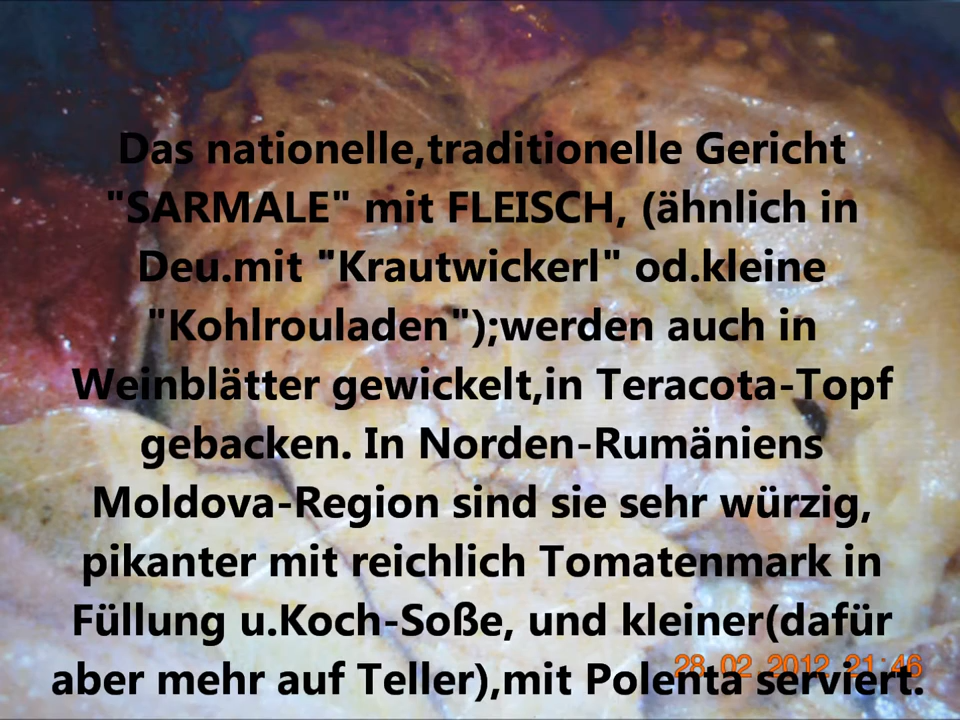 Das nationelle,traditionelle Gericht
"SARMALE" mit FLEISCH, (ähnlich in
Deu.mit "Krautwickerl" od.kleine
"Kohlrouladen");werden auch in
Weinblätter gewickelt,in Teracota-Topf
gebacken. In Norden-Rumäniens
Moldova-Region sind sie sehr würzig,
pikanter mit reichlich Tomatenmark in
Füllung u.Koch-Soße, und kleiner(dafür
aber mehr auf Teller),mit Polenta serviert.
28.02.2012 21:46